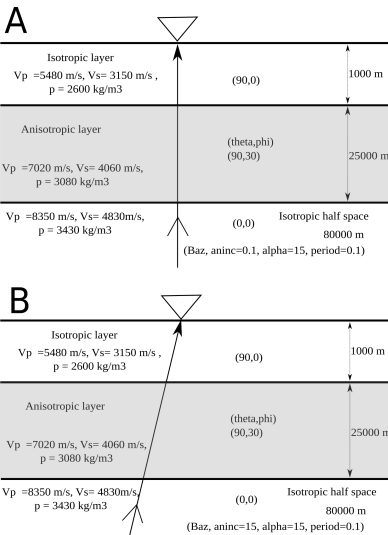 A
Isotropic layer
Vp =5480 m/s, Vs= 3150 m/s ,
p = 2600 kg/m3
(90,0)
1000 m
Anisotropic layer
(theta,phi)
(90,30)
25000 m
Vp =7020 m/s, Vs= 4060 m/s,
p = 3080 kg/m3
Vp =8350 m/s, Vs= 4830m/s,
p = 3430 kg/m3
(0,0)
Isotropic half space
80000 m
(Baz, aninc=0.1, alpha=15, period=0.1)
B
Isotropic layer
Vp =5480 m/s, Vs= 3150 m/s ,
p = 2600 kg/m3
(90,0)
1000 m
Anisotropic layer
(theta,phi)
(90,30)
25000 m
Vp =7020 m/s, Vs= 4060 m/s,
p = 3080 kg/m3
Vp =8350 m/s, Vs= 4830m/s,
p = 3430 kg/m3
(0,0)
Isotropic half space
80000 m
(Baz, aninc=15, alpha=15, period=0.1)